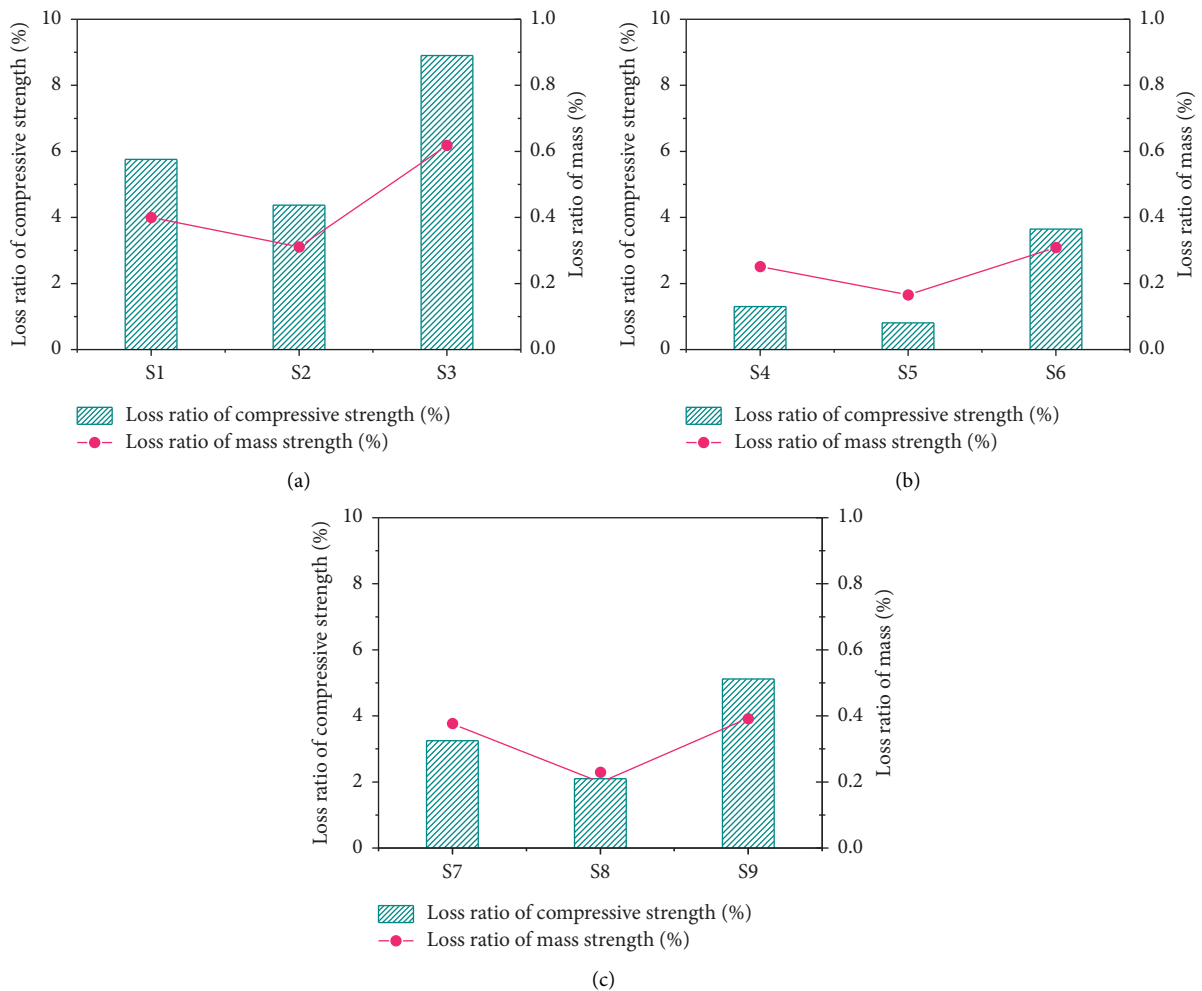 Loss ratio of compressive strength (%)
10
8
6
4
2
0
1.0
0.8
0.6
0.4
0.2
0.0
Loss ratio of mass (%)
S1 S2 S3
Loss ratio of compressive strength (%)
Loss ratio of mass strength (%)
(a)
Loss ratio of compressive strength (%)
10
8
6
4
2
0
1.0
0.8
0.6
0.4
0.2
0.0
Loss ratio of mass (%)
S4 S5 S6
Loss ratio of compressive strength (%)
Loss ratio of mass strength (%)
(b)
Loss ratio of compressive strength (%)
10
8
6
4
2
0
1.0
0.8
0.6
0.4
0.2
0.0
Loss ratio of mass (%)
S7 S8 S9
Loss ratio of compressive strength (%)
Loss ratio of mass strength (%)
(c)